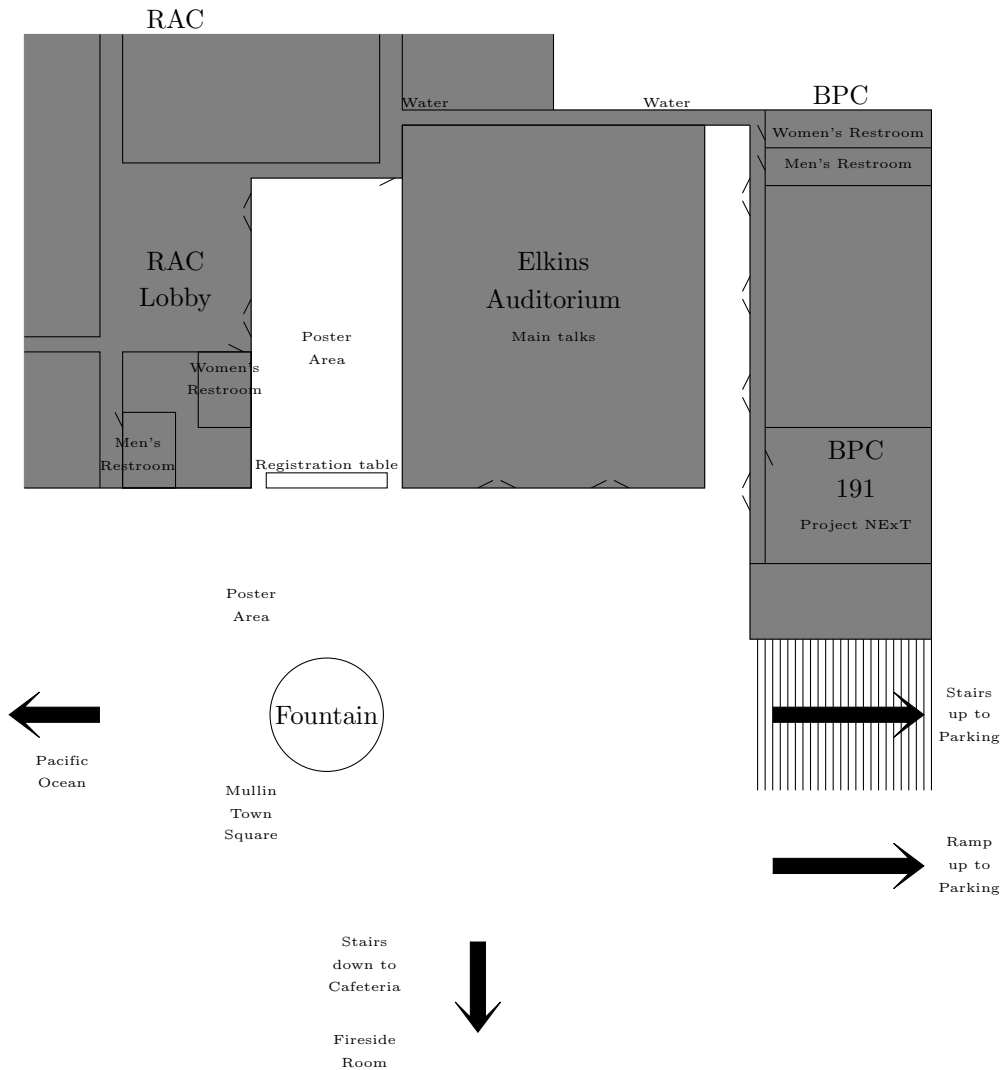 RAC
BPC
Water
Water
Women's Restroom
Men's Restroom
RAC
Lobby
Elkins
Auditorium
Main talks
Poster
Area
Women's
Restroom
Men's
Restroom
Registration table
BPC
191
Project NExT
Poster
Area
Fountain
Stairs
up to
Parking
Pacific
Ocean
Mullin
Town
Square
Ramp
up to
Parking
Stairs
down to
Cafeteria
Fireside
Room